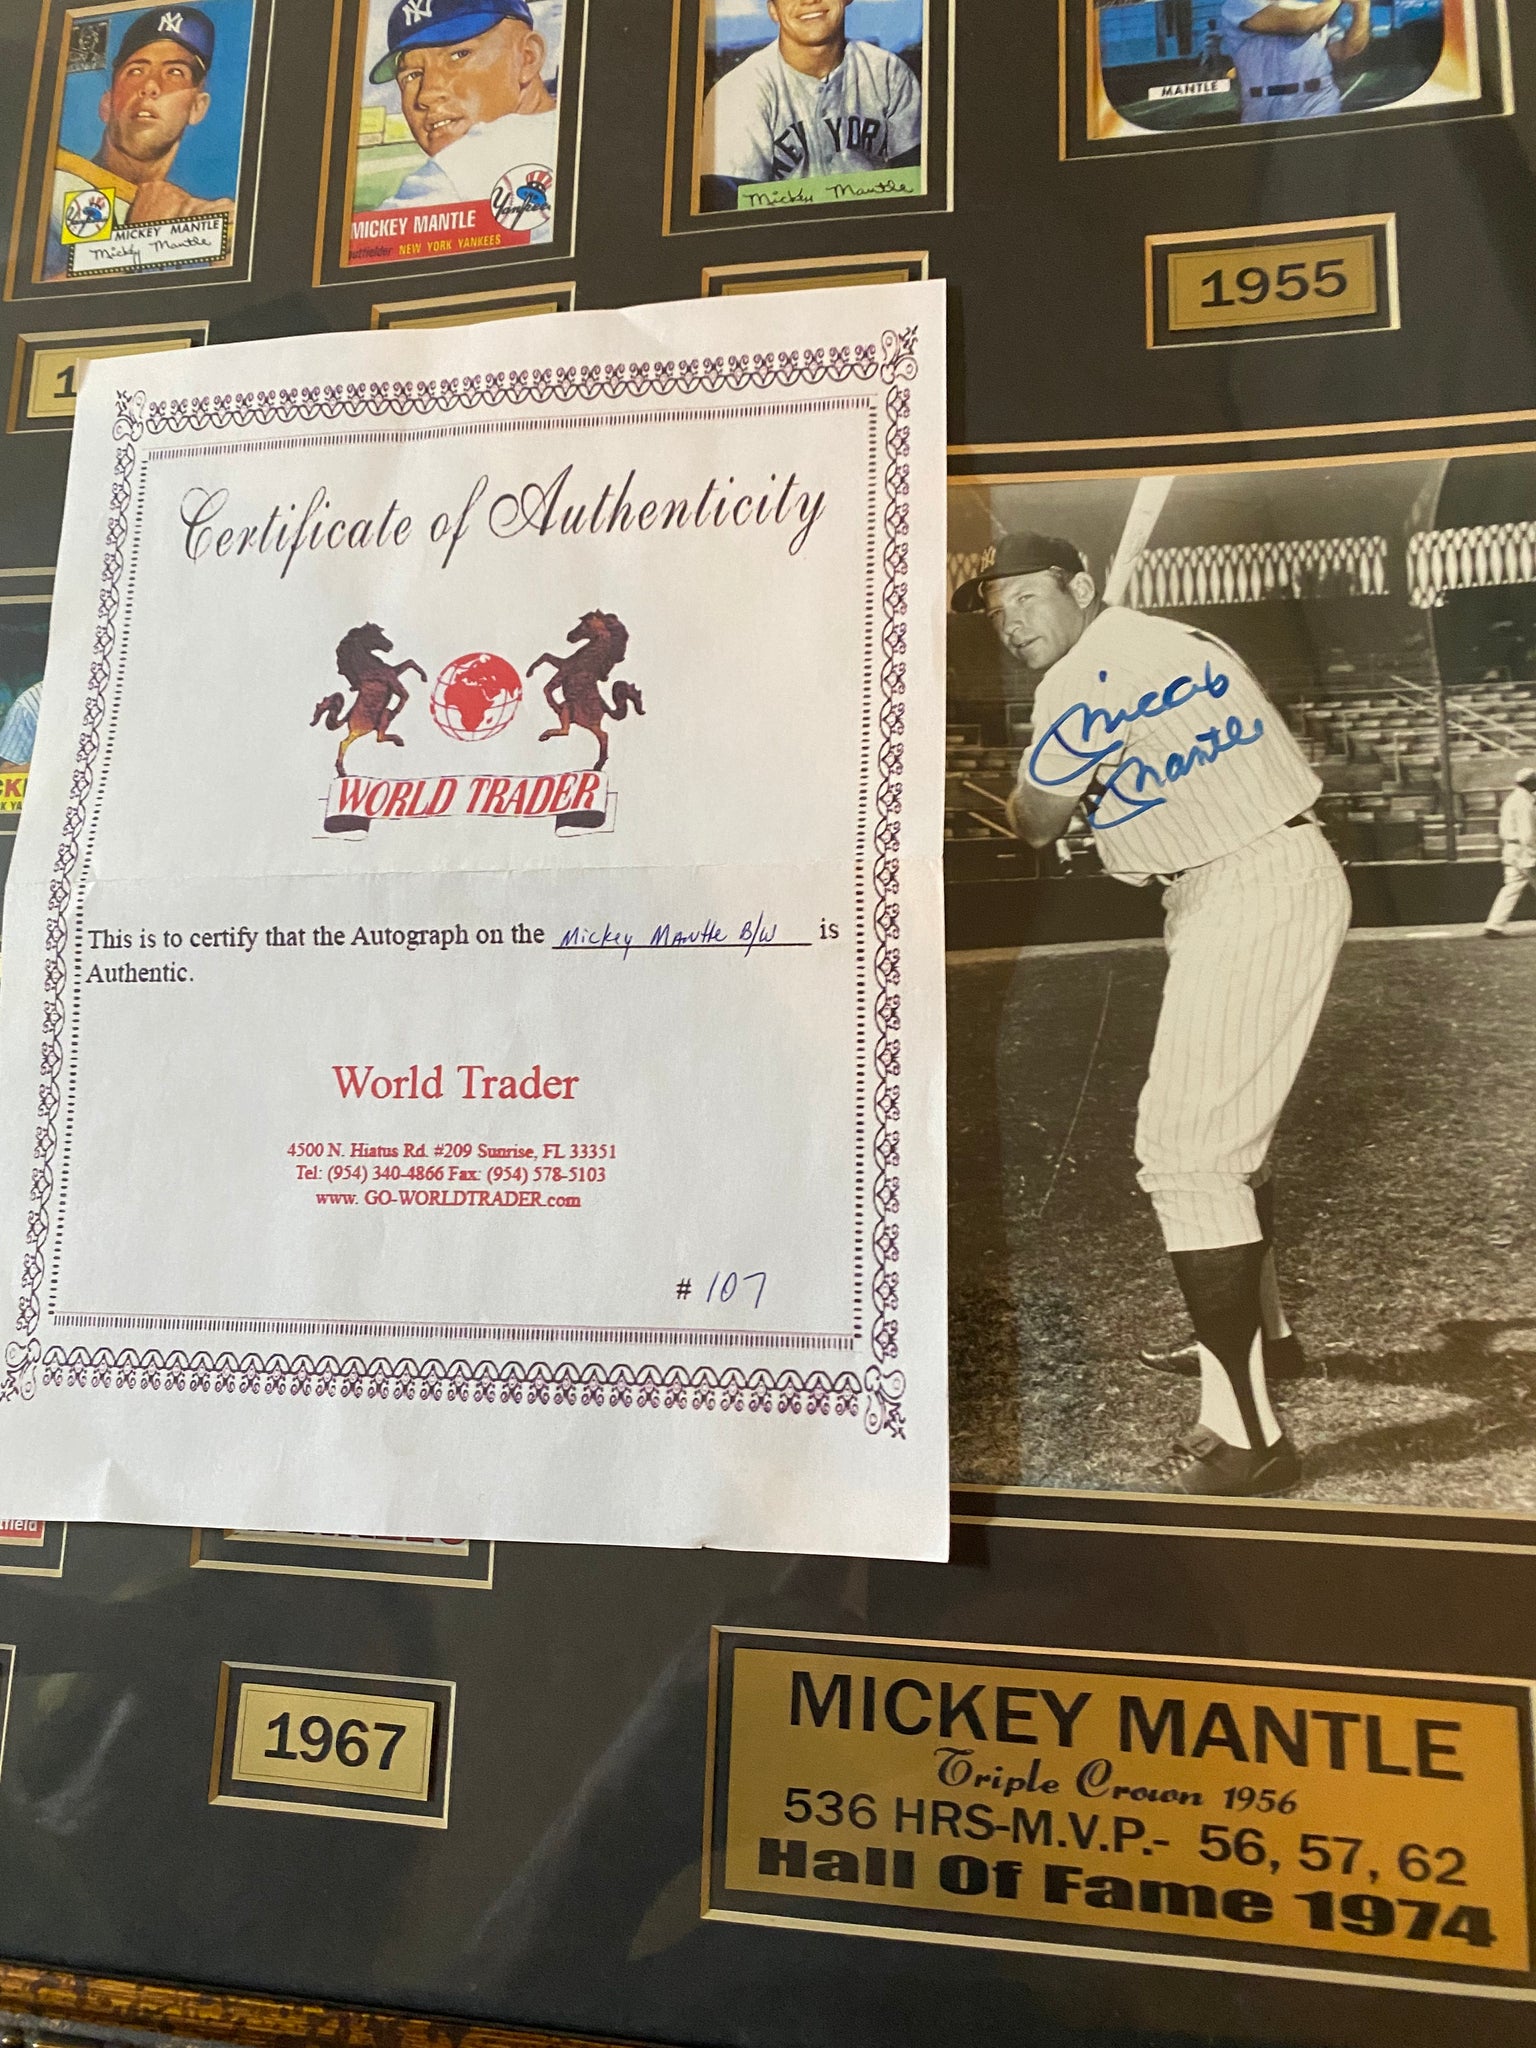 MICKEY MANTLE
Mickey Mantle
Yankees
MICKEY MANTLE
outfielder NEW YORK YANKEES
NEW YORK
Mickey Mantle
MANTLE
1955
Certificate of Authenticity
WORLD TRADER
This is to certify that the Autograph on the Mickey Mantle B/W is
Authentic.
World Trader
4500 N. Hiatus Rd. #209 Sunrise, FL 33351
Tel: (954) 340-4866 Fax: (954) 578-5103
www. GO-WORLDTRADER.com
# 107
Mickey
Mantle
1967
MICKEY MANTLE
Triple Crown 1956
536 HRS-M.V.P.- 56, 57, 62
Hall Of Fame 1974